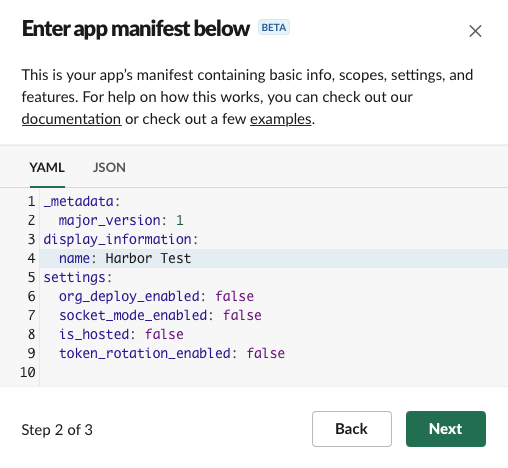 Enter app manifest below BETA
This is your app's manifest containing basic info, scopes, settings, and
features. For help on how this works, you can check out our
documentation or check out a few examples.
YAML JSON
1 _metadata:
2   major_version: 1
3 display_information:
4   name: Harbor Test
5 settings:
6   org_deploy_enabled: false
7   socket_mode_enabled: false
8   is_hosted: false
9   token_rotation_enabled: false
10
Step 2 of 3 Back Next